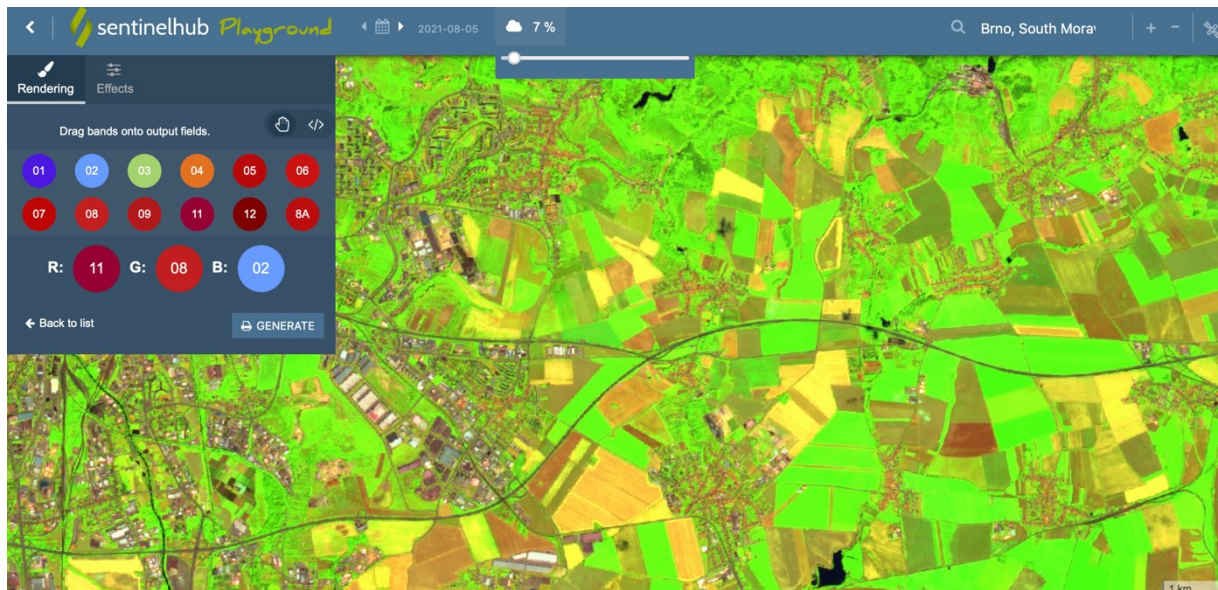 sentinelhub Playground 2021-08-05 7 % Brno, South Morav + -
Rendering Effects
Drag bands onto output fields. </>
01 02 03 04 05 06
07 08 09 11 12 8A
R: 11 G: 08 B: 02
Back to list GENERATE
1 km